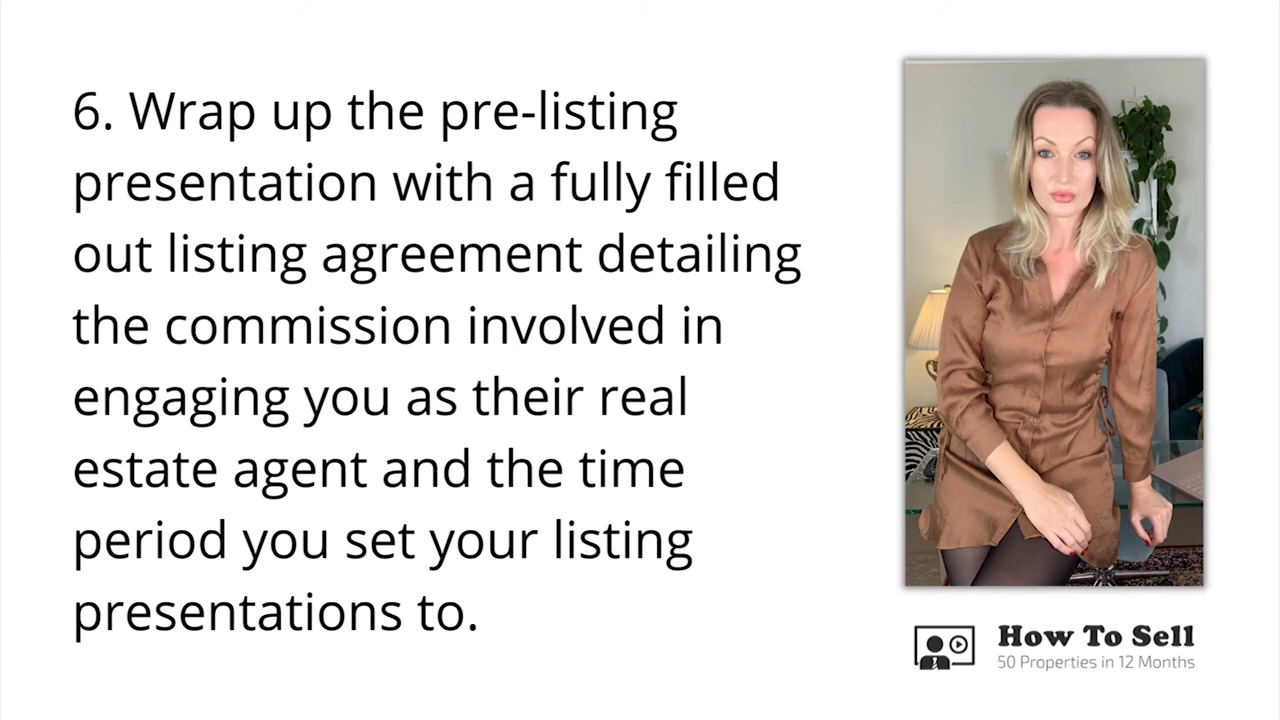 6. Wrap up the pre-listing
presentation with a fully filled
out listing agreement detailing
the commission involved in
engaging you as their real
estate agent and the time
period you set your listing
presentations to.
How To Sell
50 Properties in 12 Months